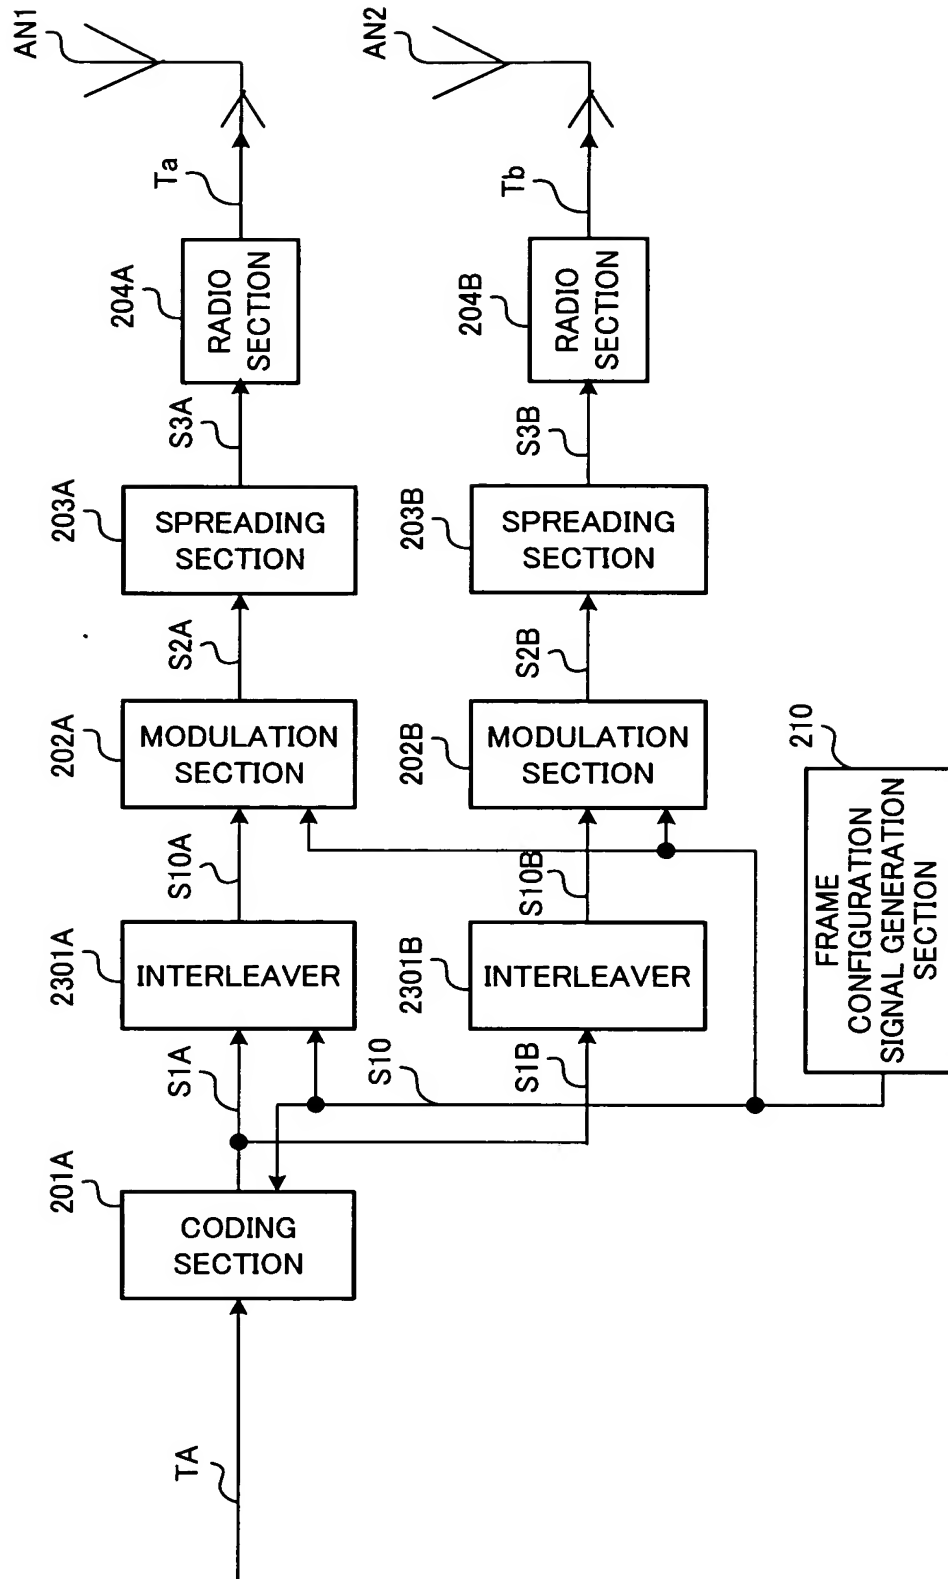 TA
201A
CODING
SECTION
S1A
2301A
INTERLEAVER
S10A
202A
MODULATION
SECTION
S2A
203A
SPREADING
SECTION
S3A
204A
RADIO
SECTION
Ta
AN1
S10
S1B
2301B
INTERLEAVER
S10B
202B
MODULATION
SECTION
S2B
203B
SPREADING
SECTION
S3B
204B
RADIO
SECTION
Tb
AN2
210
FRAME
CONFIGURATION
SIGNAL GENERATION
SECTION